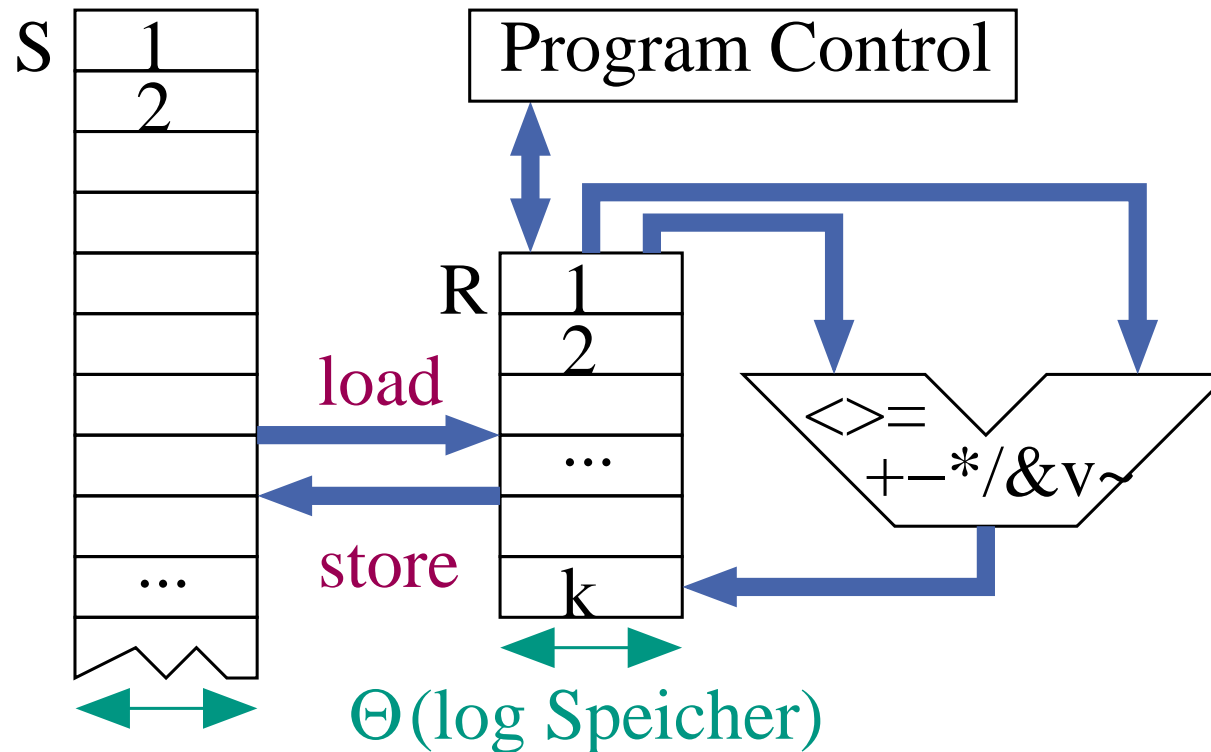 S
1
2
...
Program Control
R
1
2
...
k
load
store
<>=
+−*/&v~
Θ(log Speicher)